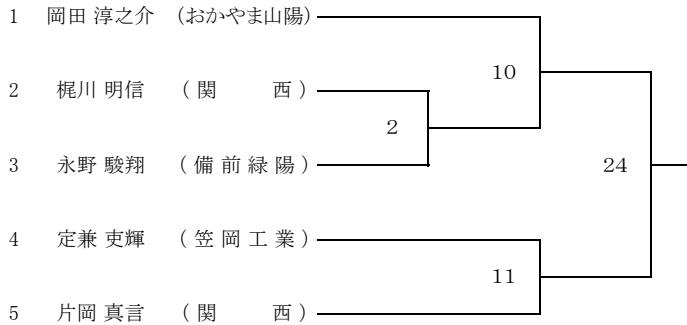 1 岡田 淳之介 (おかやま山陽)
10
2 梶川 明信 ( 関 西 )
2
3 永野 駿翔 ( 備 前 緑 陽 )
24
4 定兼 吏輝 ( 笠 岡 工 業 )
11
5 片岡 真言 ( 関 西 )